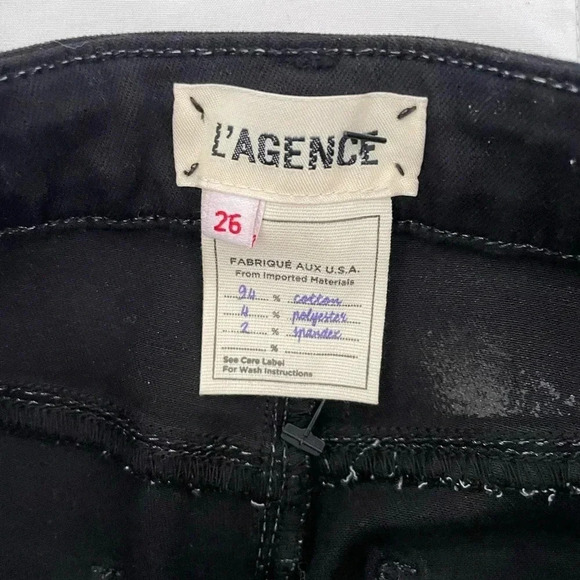 L'AGENCE
26
FABRIQUÉ AUX U.S.A.
From Imported Materials
94 % cotton
4 % polyester
2 % spandex
%
See Care Label
For Wash Instructions